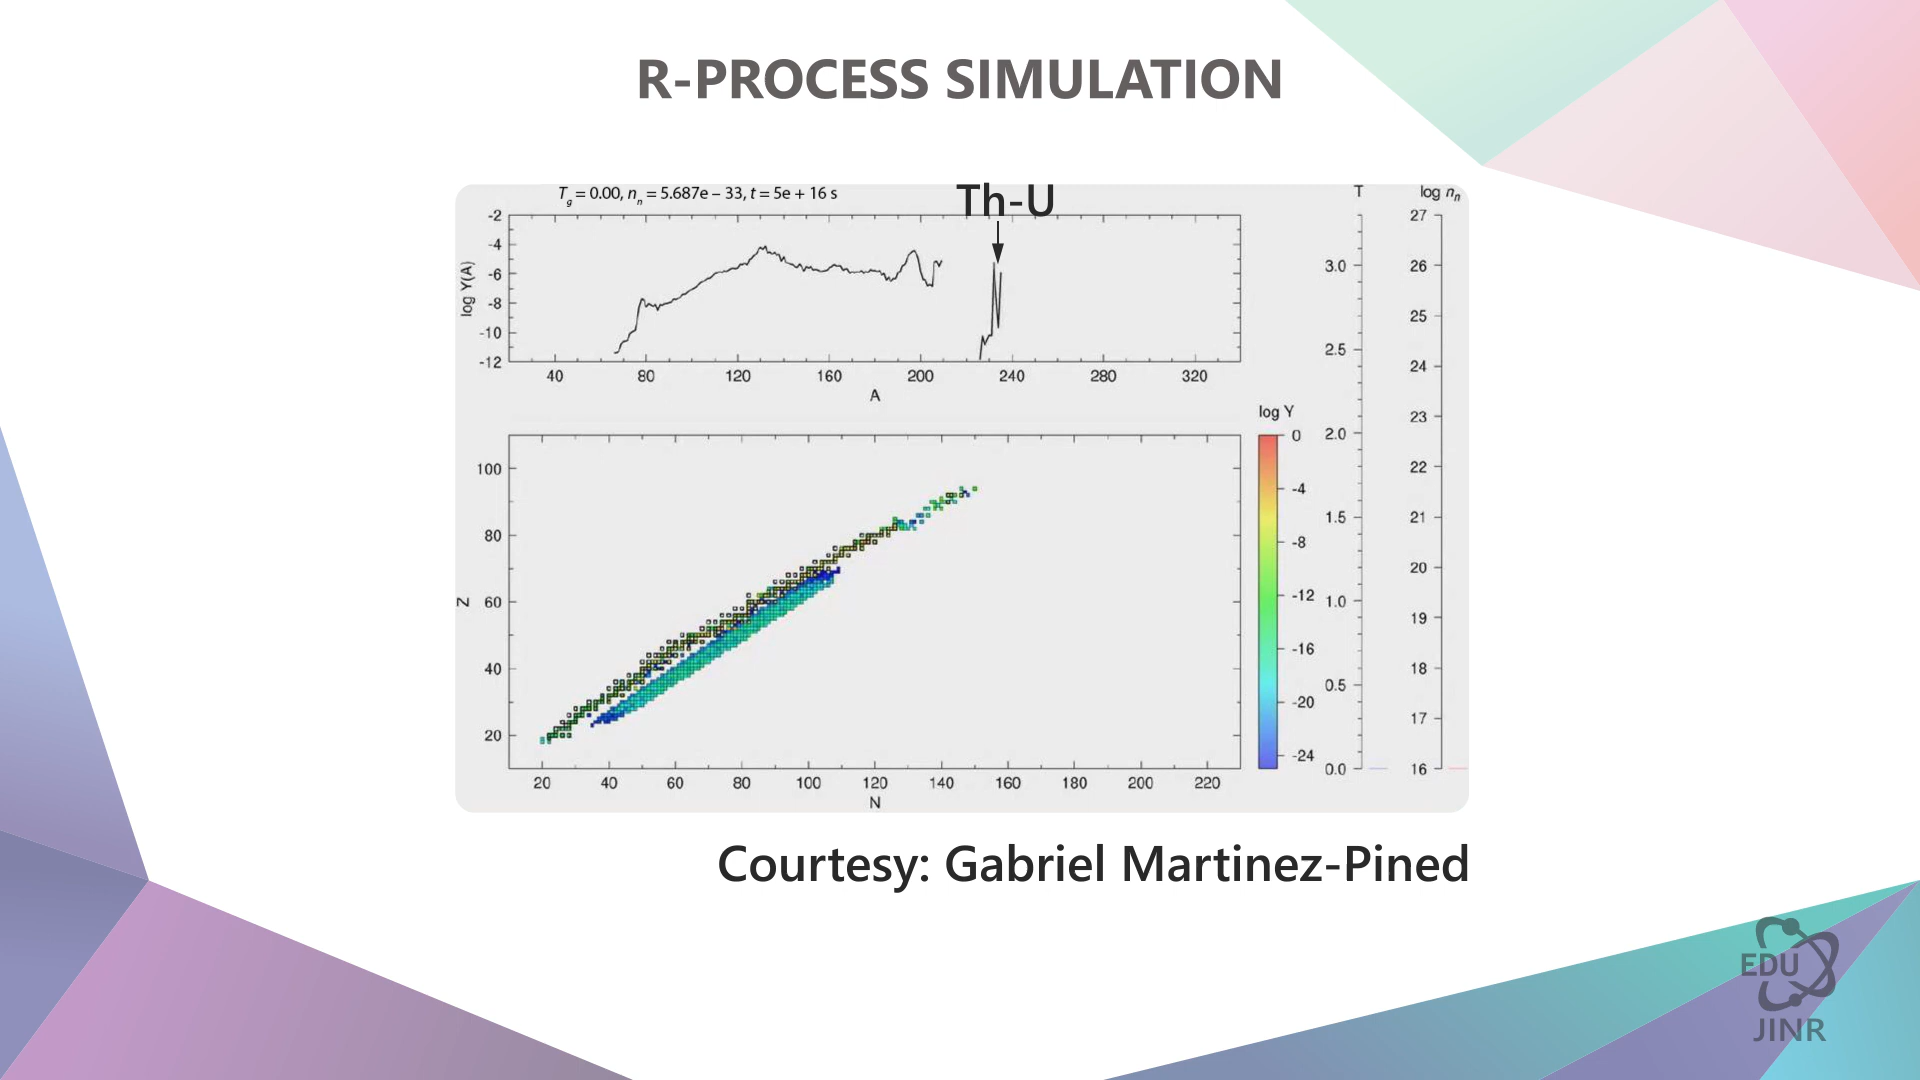 R-PROCESS SIMULATION
T_g = 0.00, n_n = 5.687e – 33, t = 5e + 16 s
Th-U
T
log n_n
-2
-4
-6
-8
-10
-12
log Y(A)
40 80 120 160 200 240 280 320
A
log Y
0
-4
-8
-12
-16
-20
-24
3.0
2.5
2.0
1.5
1.0
0.5
0.0
27
26
25
24
23
22
21
20
19
18
17
16
100
80
60
40
20
Z
20 40 60 80 100 120 140 160 180 200 220
N
Courtesy: Gabriel Martinez-Pined
EDU
JINR